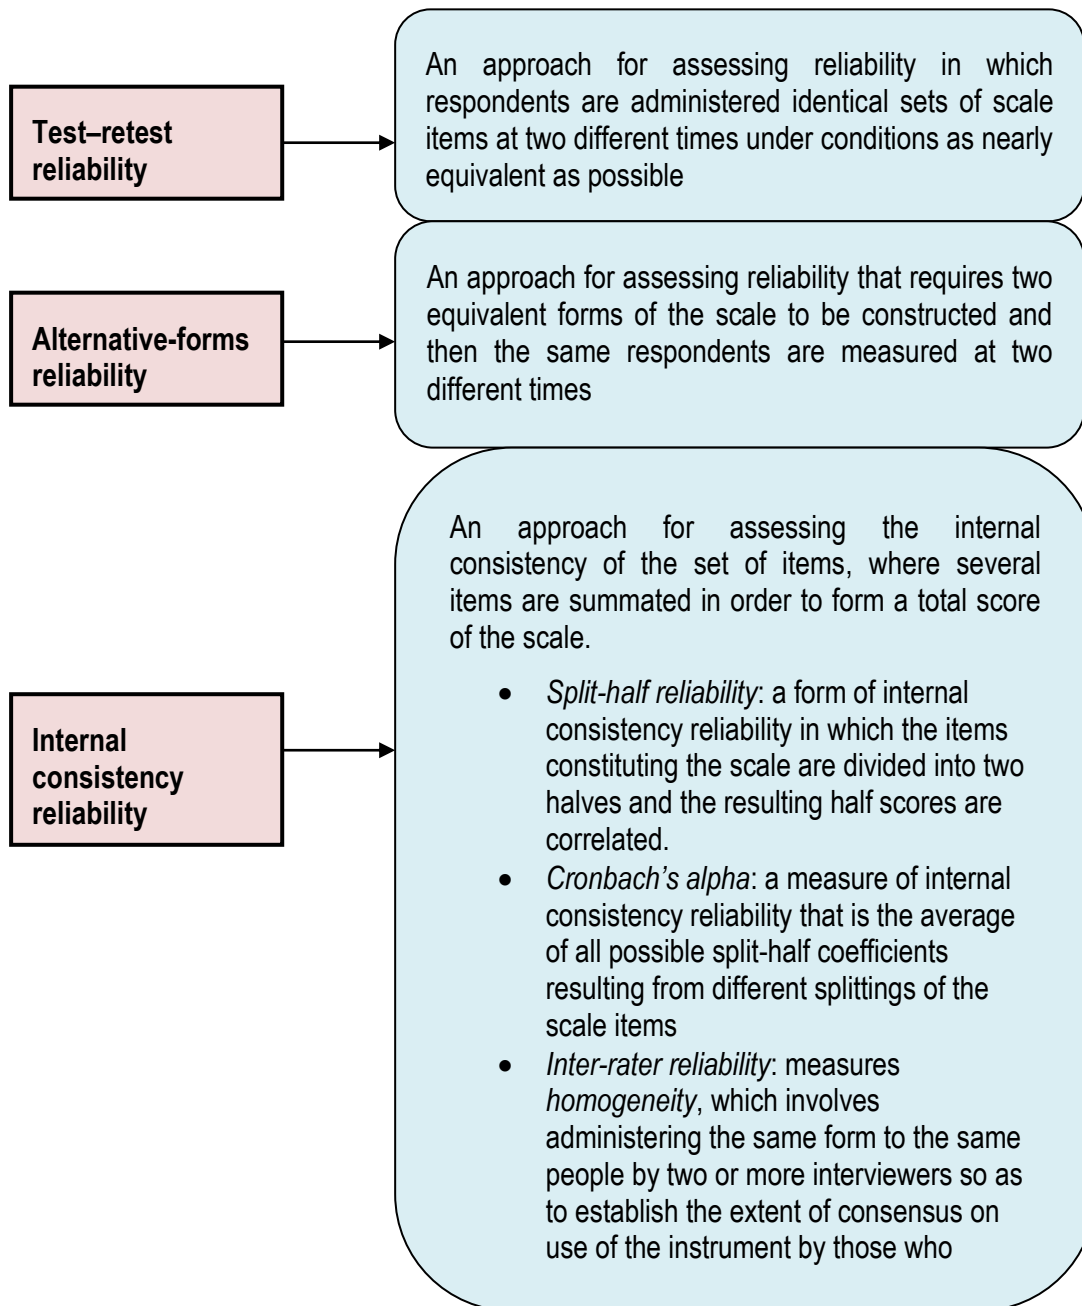 Test–retest
reliability
An approach for assessing reliability in which
respondents are administered identical sets of scale
items at two different times under conditions as nearly
equivalent as possible
Alternative-forms
reliability
An approach for assessing reliability that requires two
equivalent forms of the scale to be constructed and
then the same respondents are measured at two
different times
Internal
consistency
reliability
An approach for assessing the internal
consistency of the set of items, where several
items are summated in order to form a total score
of the scale.
• Split-half reliability: a form of internal
consistency reliability in which the items
constituting the scale are divided into two
halves and the resulting half scores are
correlated.
• Cronbach’s alpha: a measure of internal
consistency reliability that is the average
of all possible split-half coefficients
resulting from different splittings of the
scale items
• Inter-rater reliability: measures
homogeneity, which involves
administering the same form to the same
people by two or more interviewers so as
to establish the extent of consensus on
use of the instrument by those who